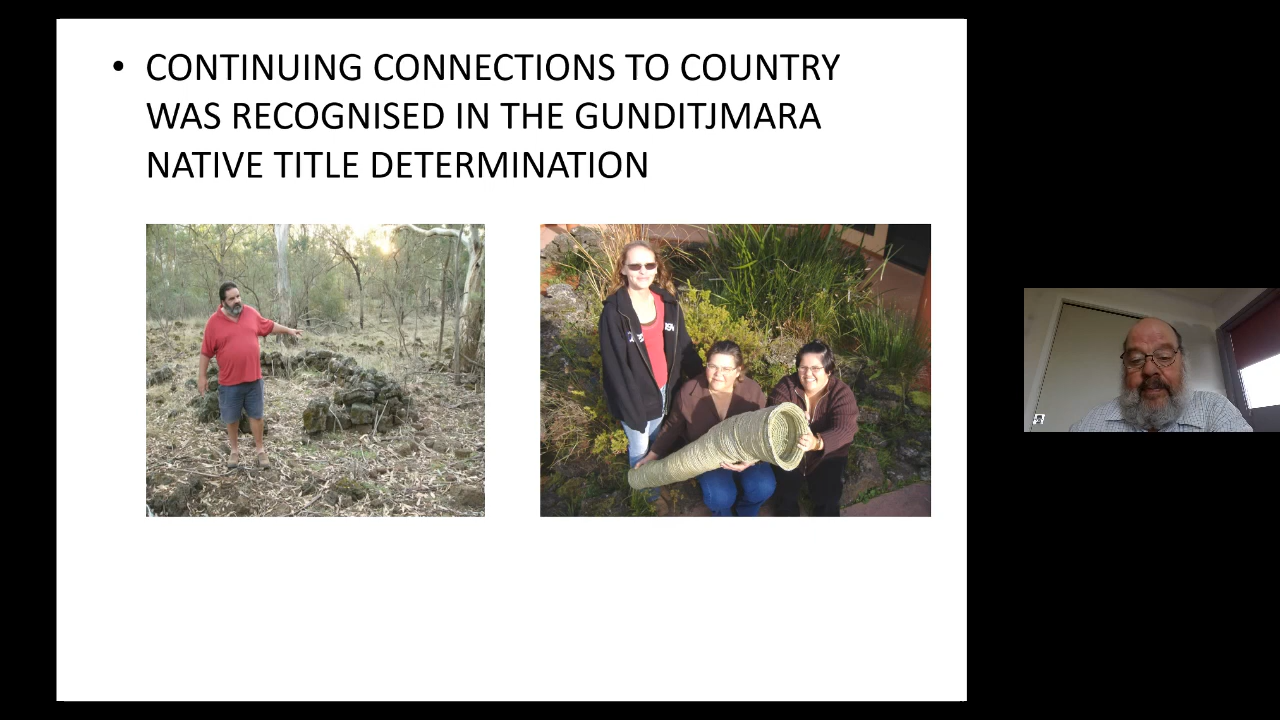 • CONTINUING CONNECTIONS TO COUNTRY
WAS RECOGNISED IN THE GUNDITJMARA
NATIVE TITLE DETERMINATION